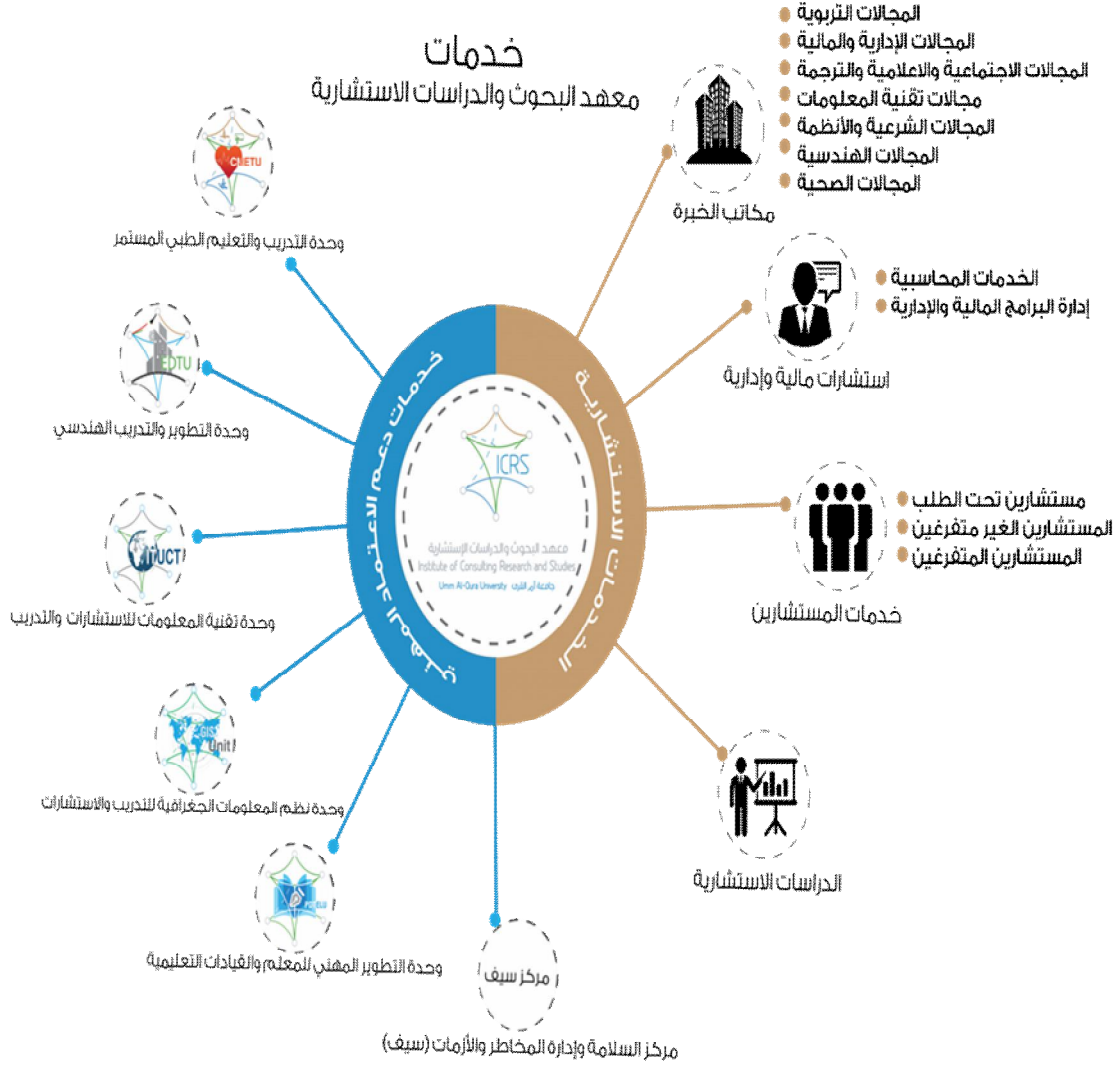 خدمات
معهد البحوث والدراسات الاستشارية
المجالات التربوية
المجالات الإدارية والمالية
المجالات الاجتماعية والاعلامية والترجمة
مجالات تقنية المعلومات
المجالات الشرعية والأنظمة
المجالات الهندسية
المجالات الصحية
مكاتب الخبرة
الخدمات المحاسبية
إدارة البرامج المالية والإدارية
استشارات مالية وإدارية
مستشارين تحت الطلب
المستشارين الغير متفرغين
المستشارين المتفرغين
خدمات المستشارين
الدراسات الاستشارية
الخدمات الاستشارية
خدمات دعم الاعتماد المهني
ICRS
معهد البحوث والدراسات الإستشارية
Institute of Consulting Research and Studies
Umm Al-Qura University جامعة أم القرى
CMETU
وحدة التدريب والتعليم الطبي المستمر
EDTU
وحدة التطوير والتدريب الهندسي
ITUCT
وحدة تقنية المعلومات للاستشارات والتدريب
GIS
Unit
وحدة نظم المعلومات الجغرافية للتدريب والاستشارات
وحدة التطوير المهني للمعلم والقيادات التعليمية
مركز سيف
مركز السلامة وإدارة المخاطر والأزمات (سيف)